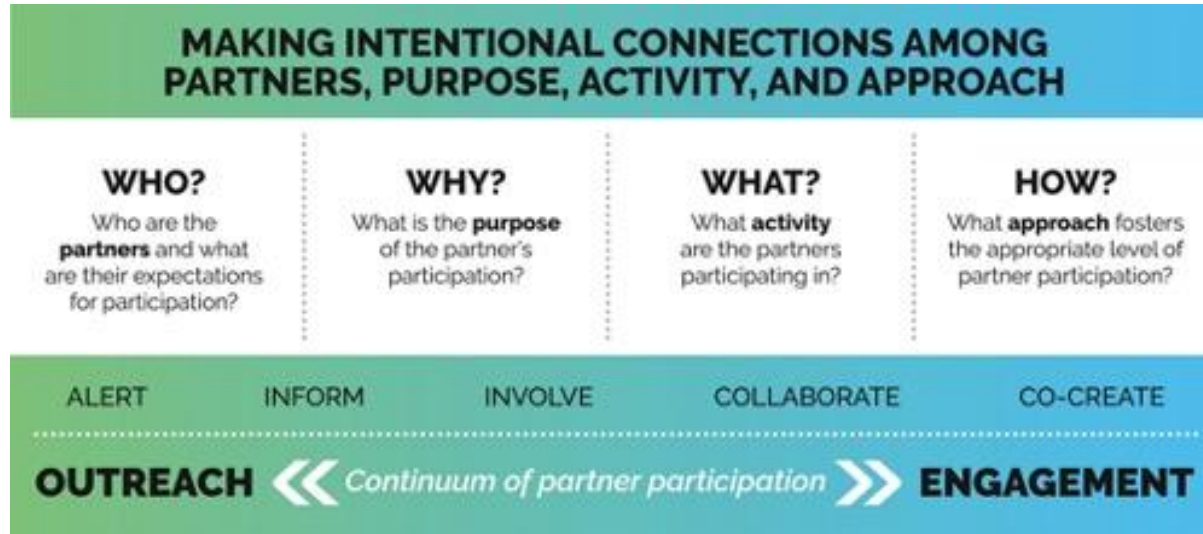 MAKING INTENTIONAL CONNECTIONS AMONG
PARTNERS, PURPOSE, ACTIVITY, AND APPROACH
WHO?
Who are the
partners and what
are their expectations
for participation?
WHY?
What is the purpose
of the partner's
participation?
WHAT?
What activity
are the partners
participating in?
HOW?
What approach fosters
the appropriate level of
partner participation?
ALERT INFORM INVOLVE COLLABORATE CO-CREATE
OUTREACH Continuum of partner participation ENGAGEMENT